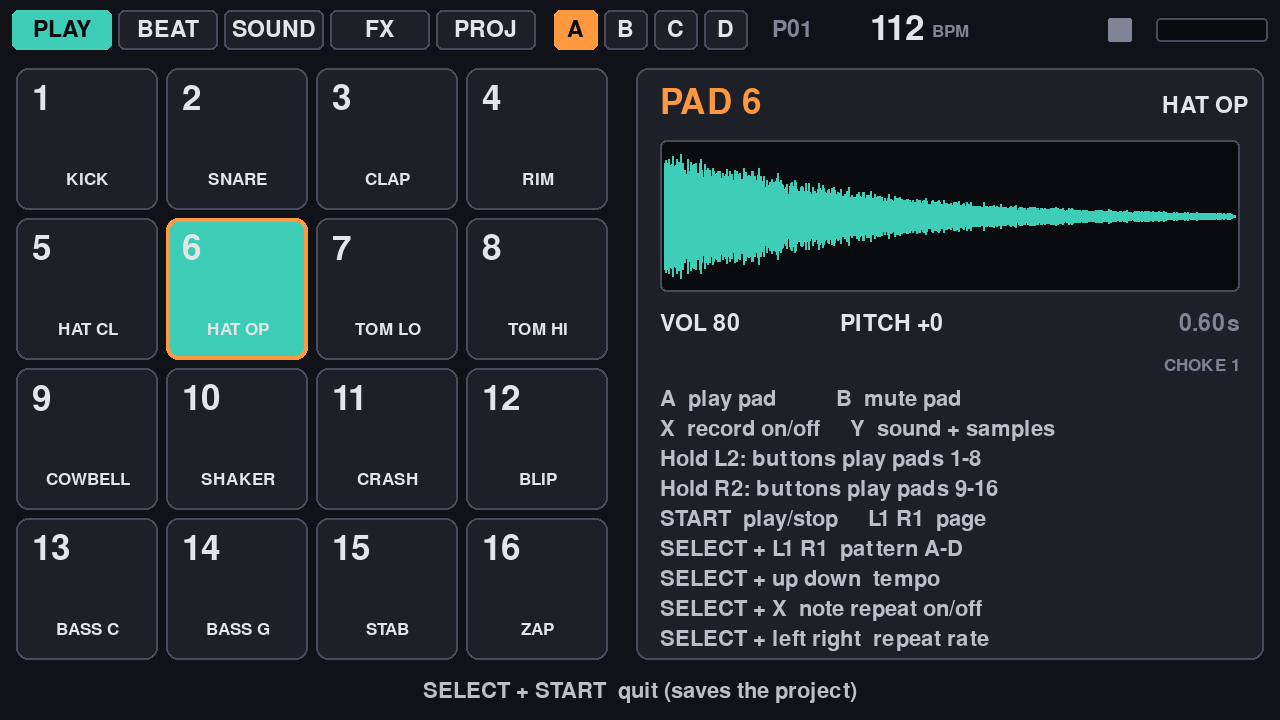 PLAY BEAT SOUND FX PROJ A B C D P01 112 BPM
1 2 3 4
KICK SNARE CLAP RIM
5 6 7 8
HAT CL HAT OP TOM LO TOM HI
9 10 11 12
COWBELL SHAKER CRASH BLIP
13 14 15 16
BASS C BASS G STAB ZAP
PAD 6 HAT OP
VOL 80 PITCH +0 0.60s
CHOKE 1
A play pad B mute pad
X record on/off Y sound + samples
Hold L2: buttons play pads 1-8
Hold R2: buttons play pads 9-16
START play/stop L1 R1 page
SELECT + L1 R1 pattern A-D
SELECT + up down tempo
SELECT + X note repeat on/off
SELECT + left right repeat rate
SELECT + START quit (saves the project)